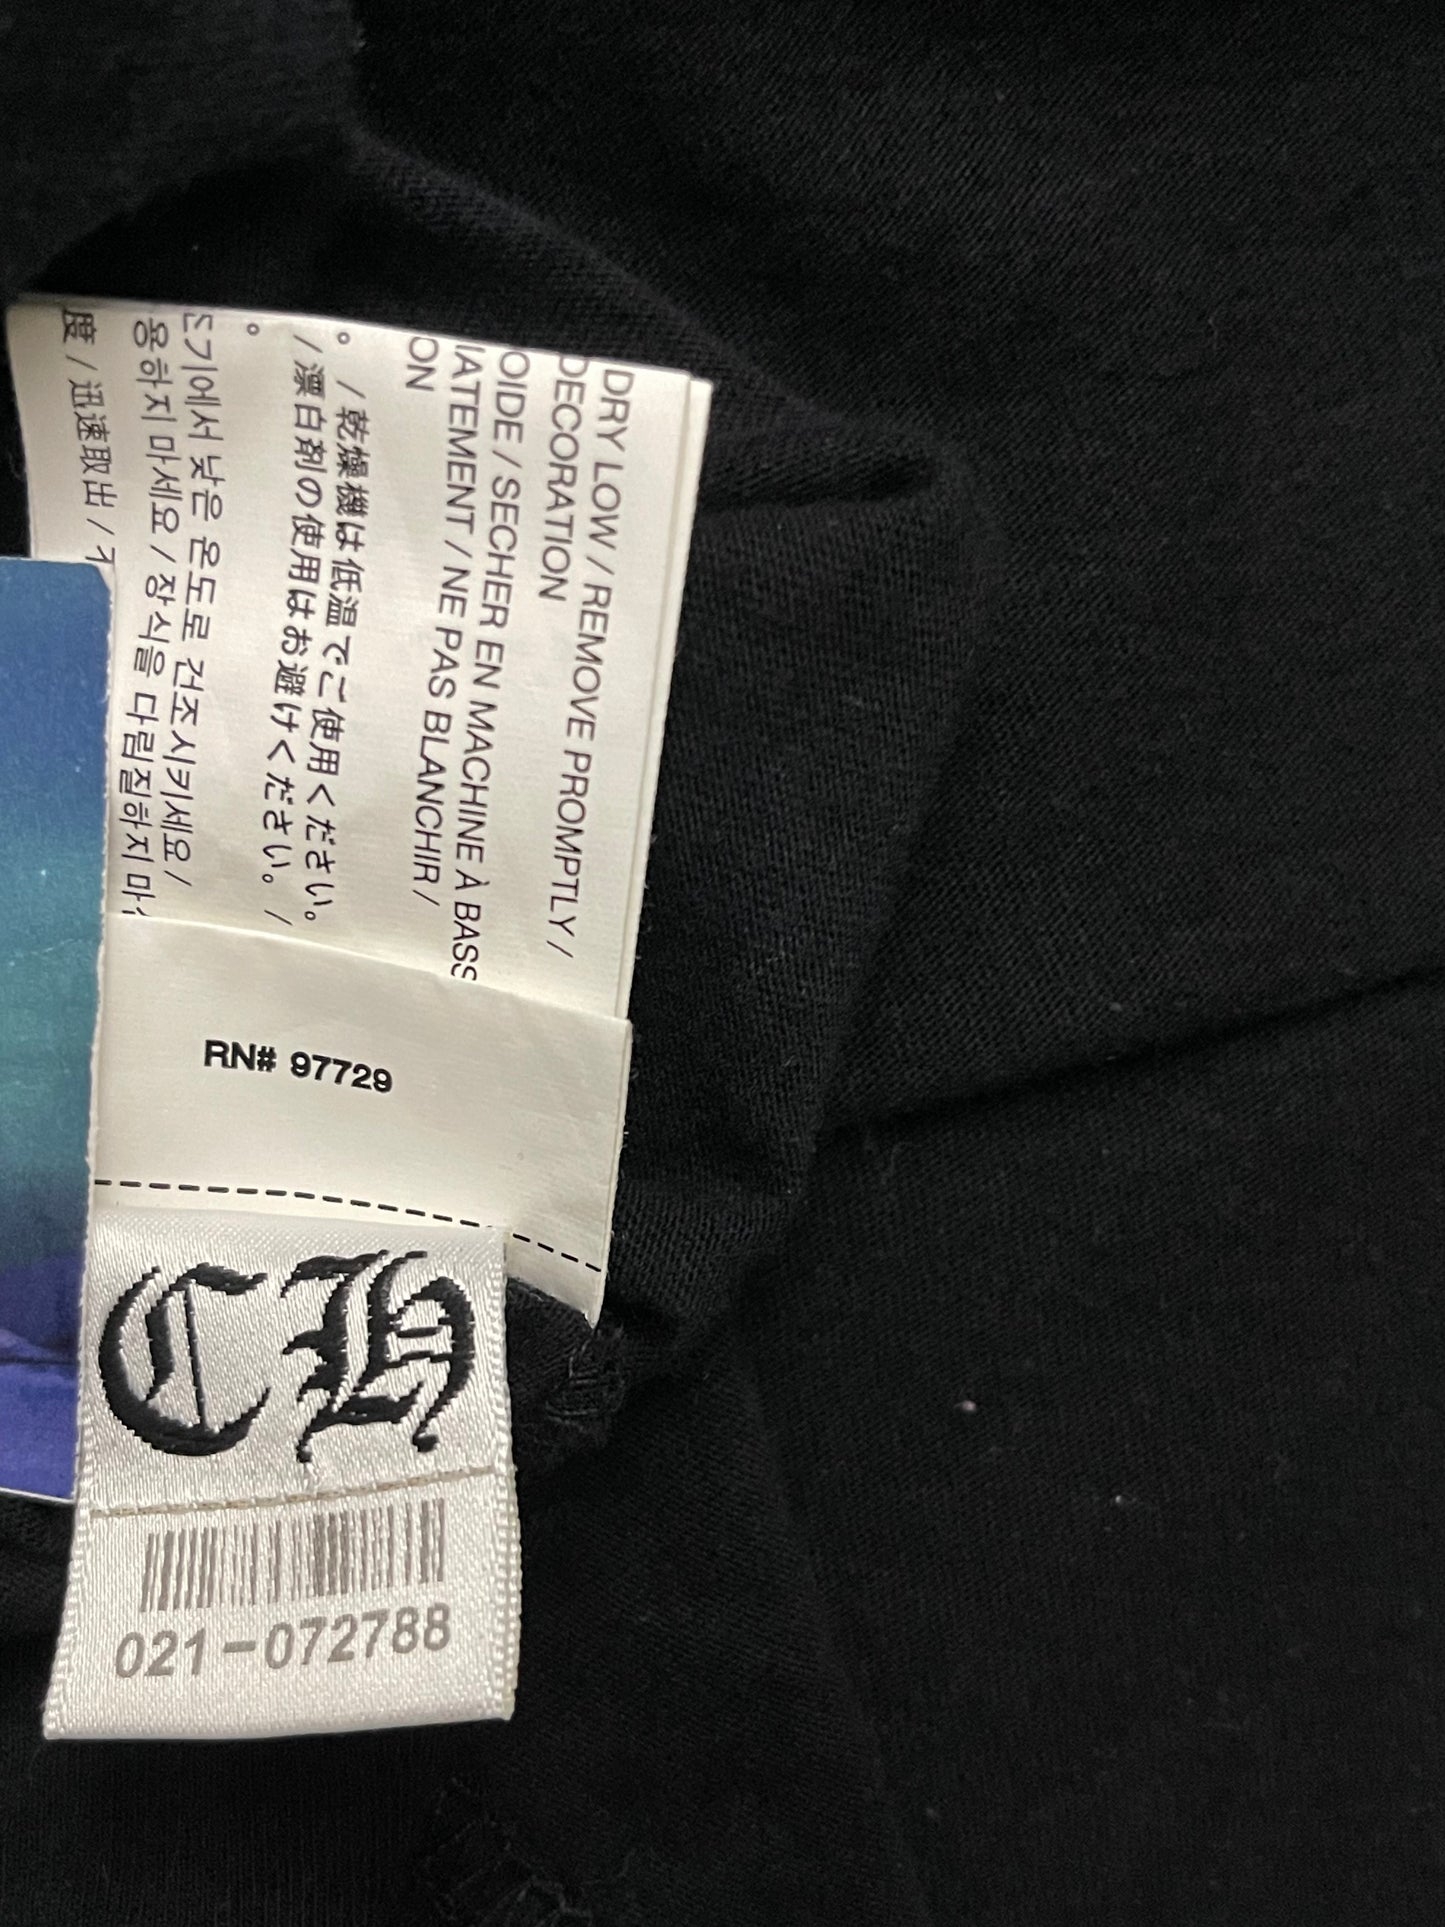 DRY LOW / REMOVE PROMPTLY /
DECORATION
OIDE / SECHER EN MACHINE À BASS
IATEMENT / NE PAS BLANCHIR /
ON
。 / 乾燥機は低温でご使用ください。
/ 漂白剤の使用はお避けください。 /
。
기에서 낮은 온도로 건조시키세요 /
용하지 마세요 / 장식을 다림질하지 마
度 / 迅速取出 /
RN# 97729
CH
021-072788